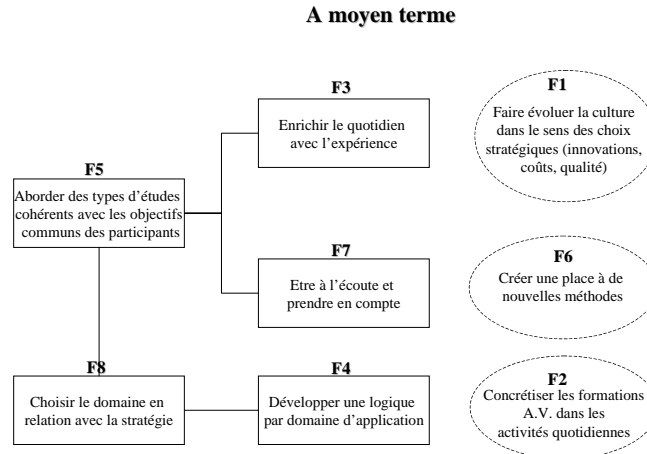 A moyen terme
F3
Enrichir le quotidien
avec l’expérience
F1
Faire évoluer la culture
dans le sens des choix
stratégiques (innovations,
coûts, qualité)
F5
Aborder des types d’études
cohérents avec les objectifs
communs des participants
F7
Etre à l’écoute et
prendre en compte
F6
Créer une place à de
nouvelles méthodes
F8
Choisir le domaine en
relation avec la stratégie
F4
Développer une logique
par domaine d’application
F2
Concrétiser les formations
A.V. dans les
activités quotidiennes